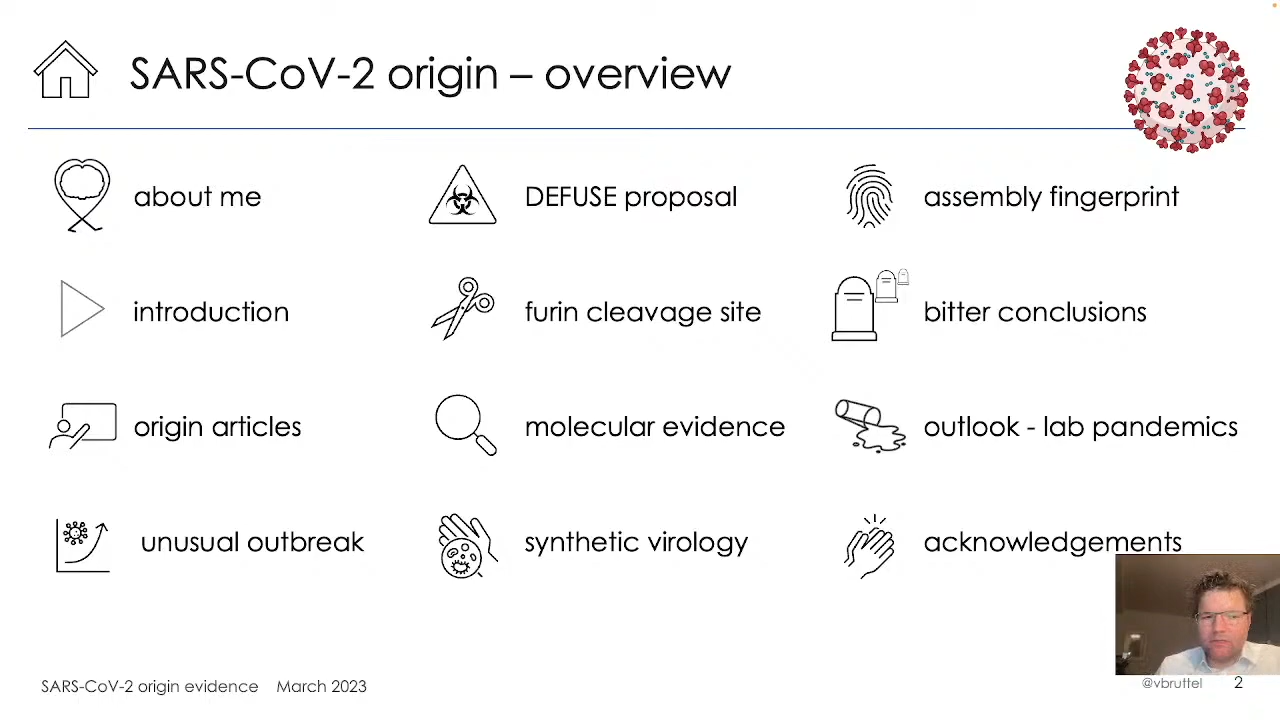 SARS-CoV-2 origin – overview
about me
DEFUSE proposal
assembly fingerprint
introduction
furin cleavage site
bitter conclusions
origin articles
molecular evidence
outlook - lab pandemics
unusual outbreak
synthetic virology
acknowledgements
SARS-CoV-2 origin evidence March 2023
@vbruttel 2